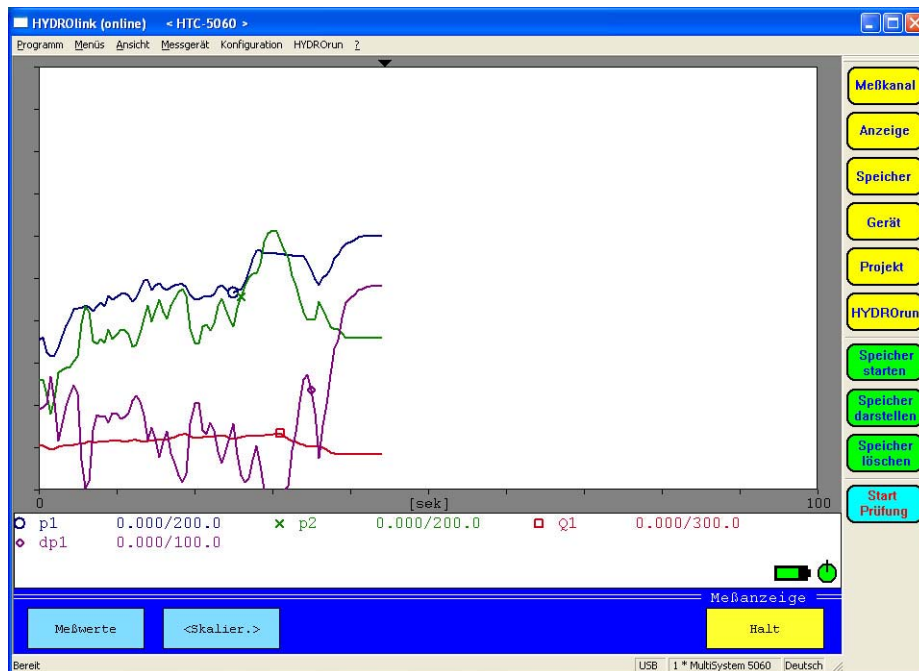 HYDROlink (online) < HTC-5060 >
Programm Menüs Ansicht Messgerät Konfiguration HYDROrun ?
Meßkanal
Anzeige
Speicher
Gerät
Projekt
HYDROrun
Speicher starten
Speicher darstellen
Speicher löschen
Start Prüfung
0 [sek] 100
p1 0.000/200.0 p2 0.000/200.0 Q1 0.000/300.0
dp1 0.000/100.0
Meßanzeige
Meßwerte <Skalier.> Halt
Bereit USB 1 * MultiSystem 5060 Deutsch